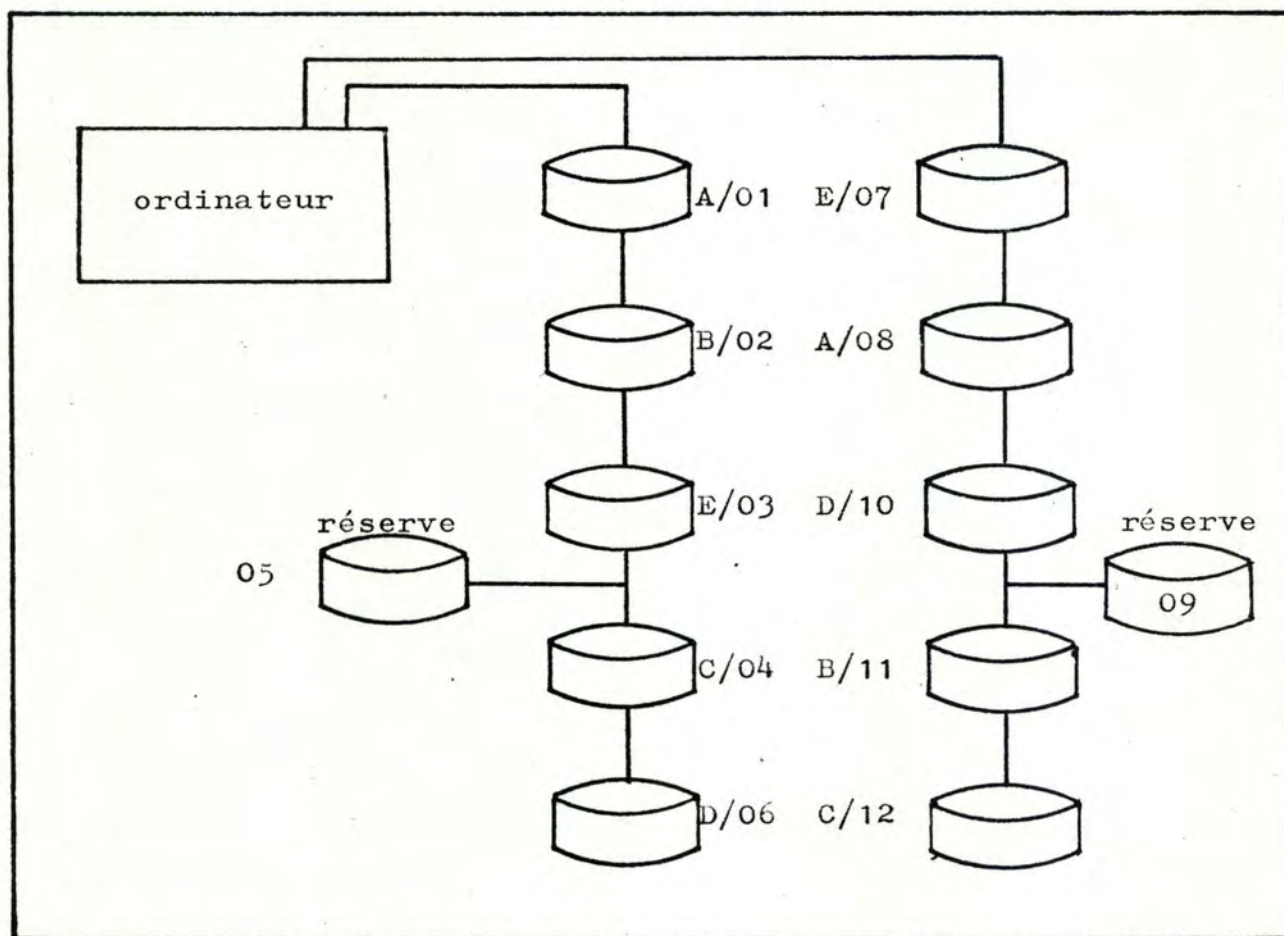 ordinateur
A/01 E/07
B/02 A/08
E/03 D/10
réserve réserve
05 09
C/04 B/11
D/06 C/12